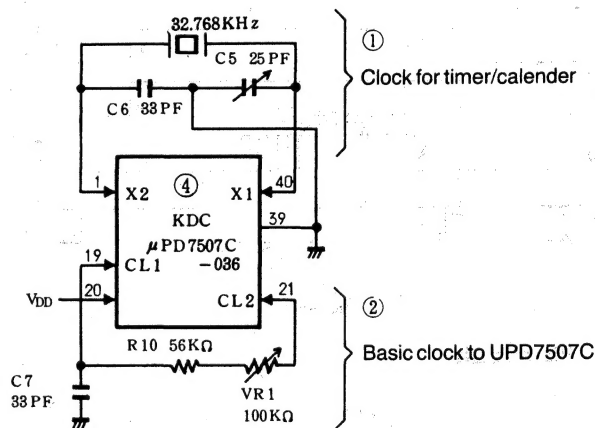 32.768KHz
①
C5 25PF
Clock for timer/calender
C6 33PF
1
④
40
X2
X1
KDC
39
μPD7507C
19
-036
CL1
VDD
20
CL2
21
②
R10 56KΩ
Basic clock to UPD7507C
C7
33PF
VR1
100KΩ